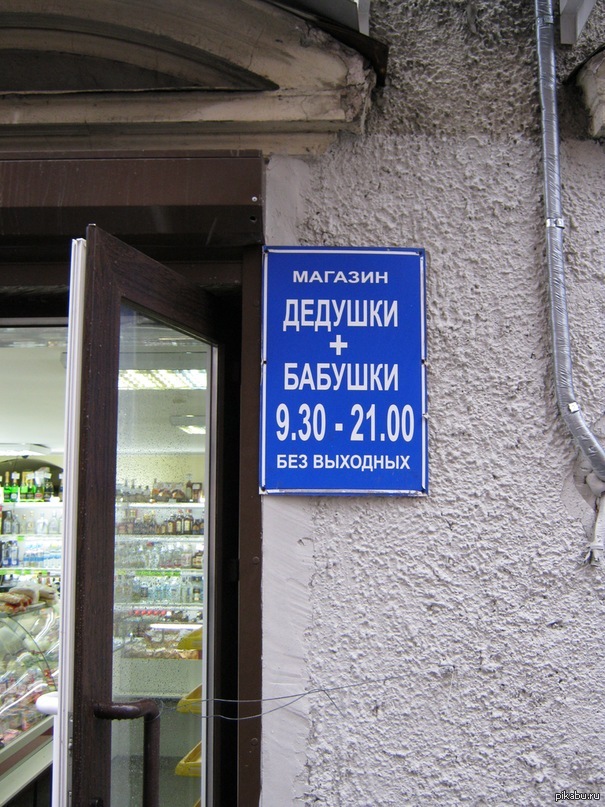 МАГАЗИН
ДЕДУШКИ
+
БАБУШКИ
9.30 - 21.00
БЕЗ ВЫХОДНЫХ
pikabu.ru